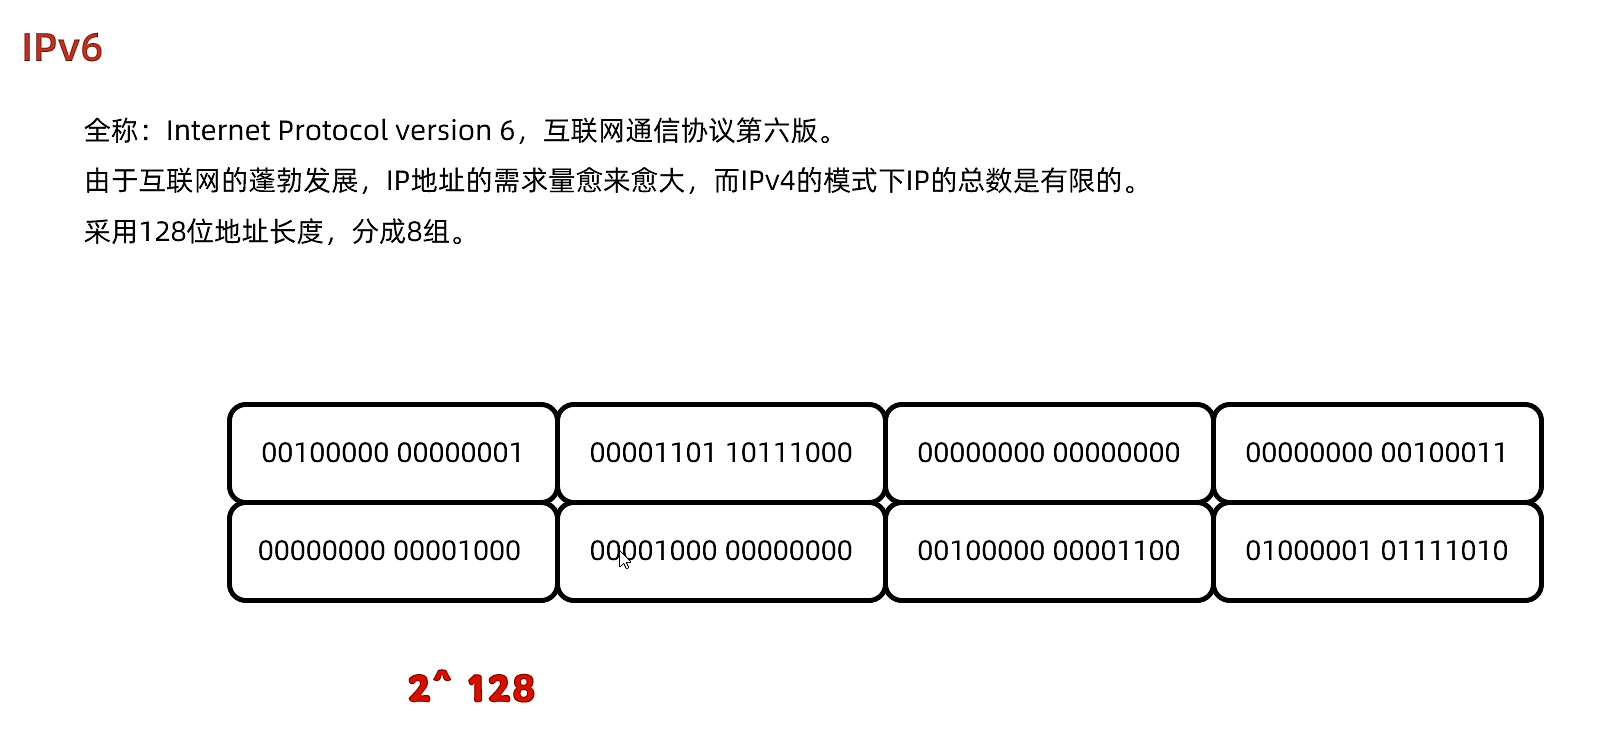 IPv6
全称：Internet Protocol version 6，互联网通信协议第六版。
由于互联网的蓬勃发展，IP地址的需求量愈来愈大，而IPv4的模式下IP的总数是有限的。
采用128位地址长度，分成8组。
00100000 00000001 00001101 10111000 00000000 00000000 00000000 00100011
00000000 00001000 00001000 00000000 00100000 00001100 01000001 01111010
2^ 128